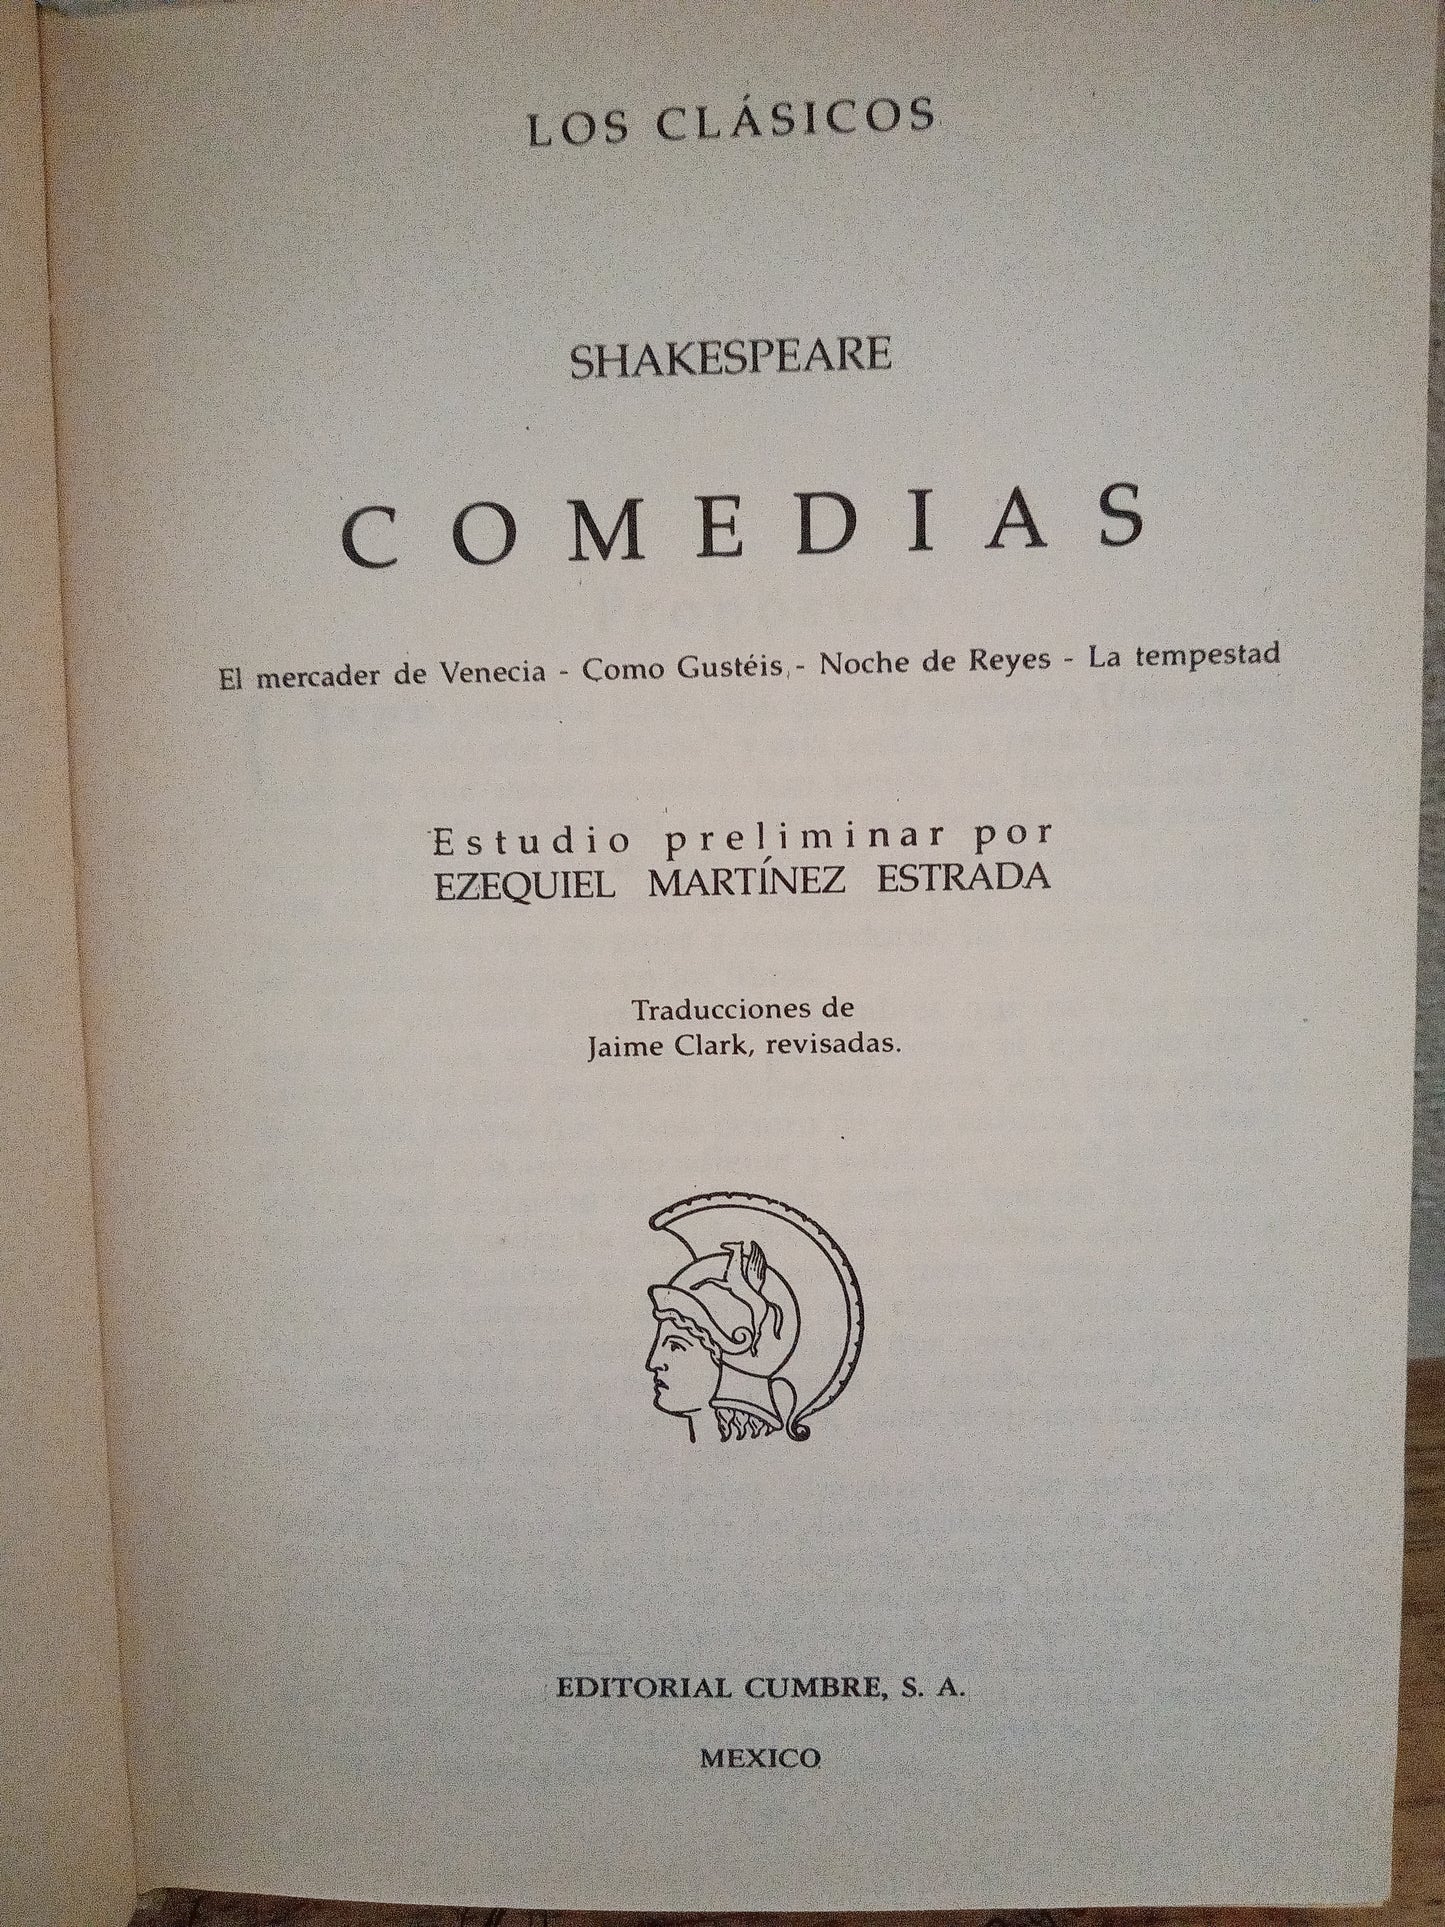 LOS CLÁSICOS
SHAKESPEARE
COMEDIAS
El mercader de Venecia - Como Gustéis - Noche de Reyes - La tempestad
Estudio preliminar por
EZEQUIEL MARTÍNEZ ESTRADA
Traducciones de
Jaime Clark, revisadas.
EDITORIAL CUMBRE, S. A.
MEXICO